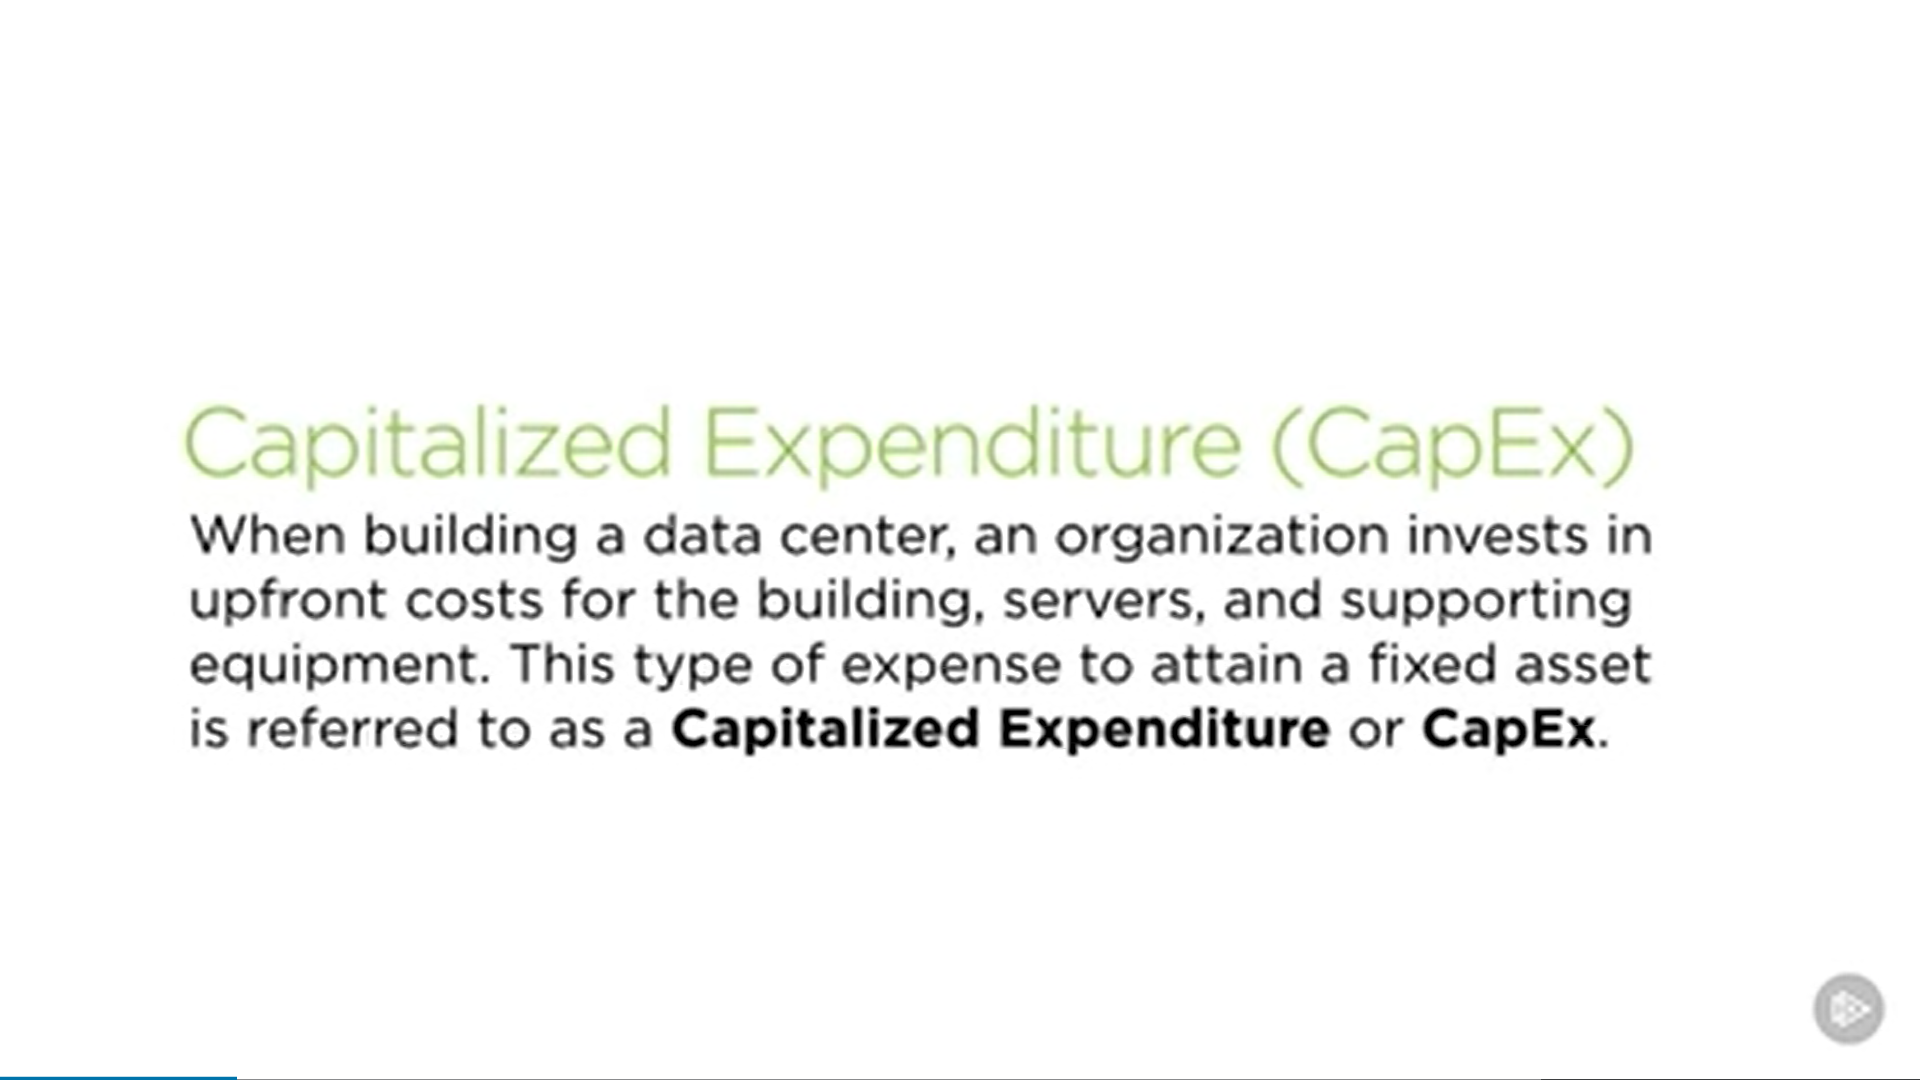 Capitalized Expenditure (CapEx)
When building a data center, an organization invests in
upfront costs for the building, servers, and supporting
equipment. This type of expense to attain a fixed asset
is referred to as a Capitalized Expenditure or CapEx.